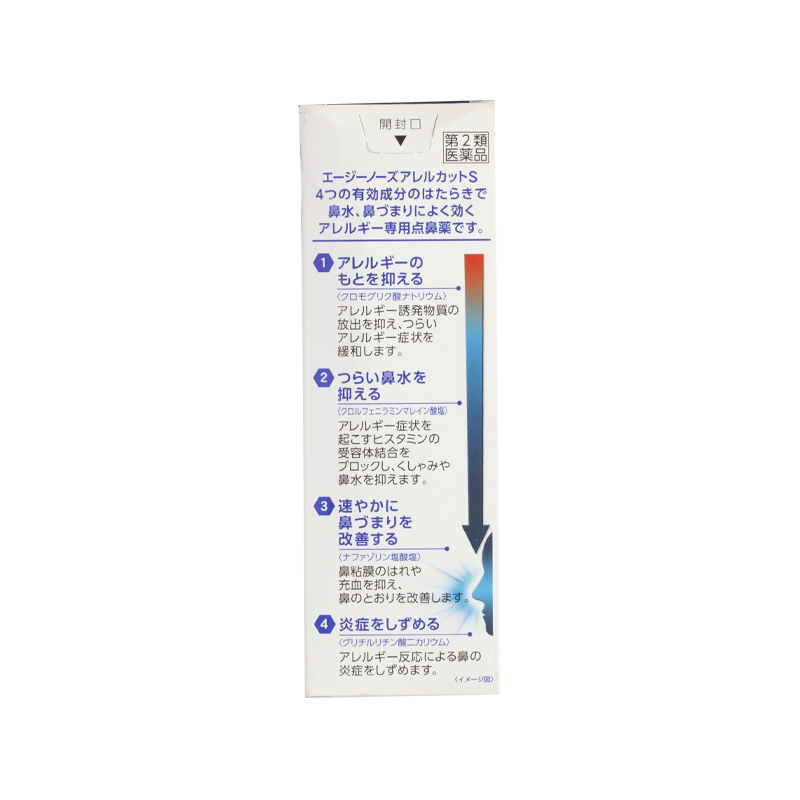 開封口
第2類
医薬品
エージーノーズアレルカットS
4つの有効成分のはたらきで
鼻水、鼻づまりによく効く
アレルギー専用点鼻薬です。
1 アレルギーの
もとを抑える
〈クロモグリク酸ナトリウム〉
アレルギー誘発物質の
放出を抑え、つらい
アレルギー症状を
緩和します。
2 つらい鼻水を
抑える
〈クロルフェニラミンマレイン酸塩〉
アレルギー症状を
起こすヒスタミンの
受容体結合を
ブロックし、くしゃみや
鼻水を抑えます。
3 速やかに
鼻づまりを
改善する
〈ナファゾリン塩酸塩〉
鼻粘膜のはれや
充血を抑え、
鼻のとおりを改善します。
4 炎症をしずめる
〈グリチルリチン酸二カリウム〉
アレルギー反応による鼻の
炎症をしずめます。
〈イメージ図〉